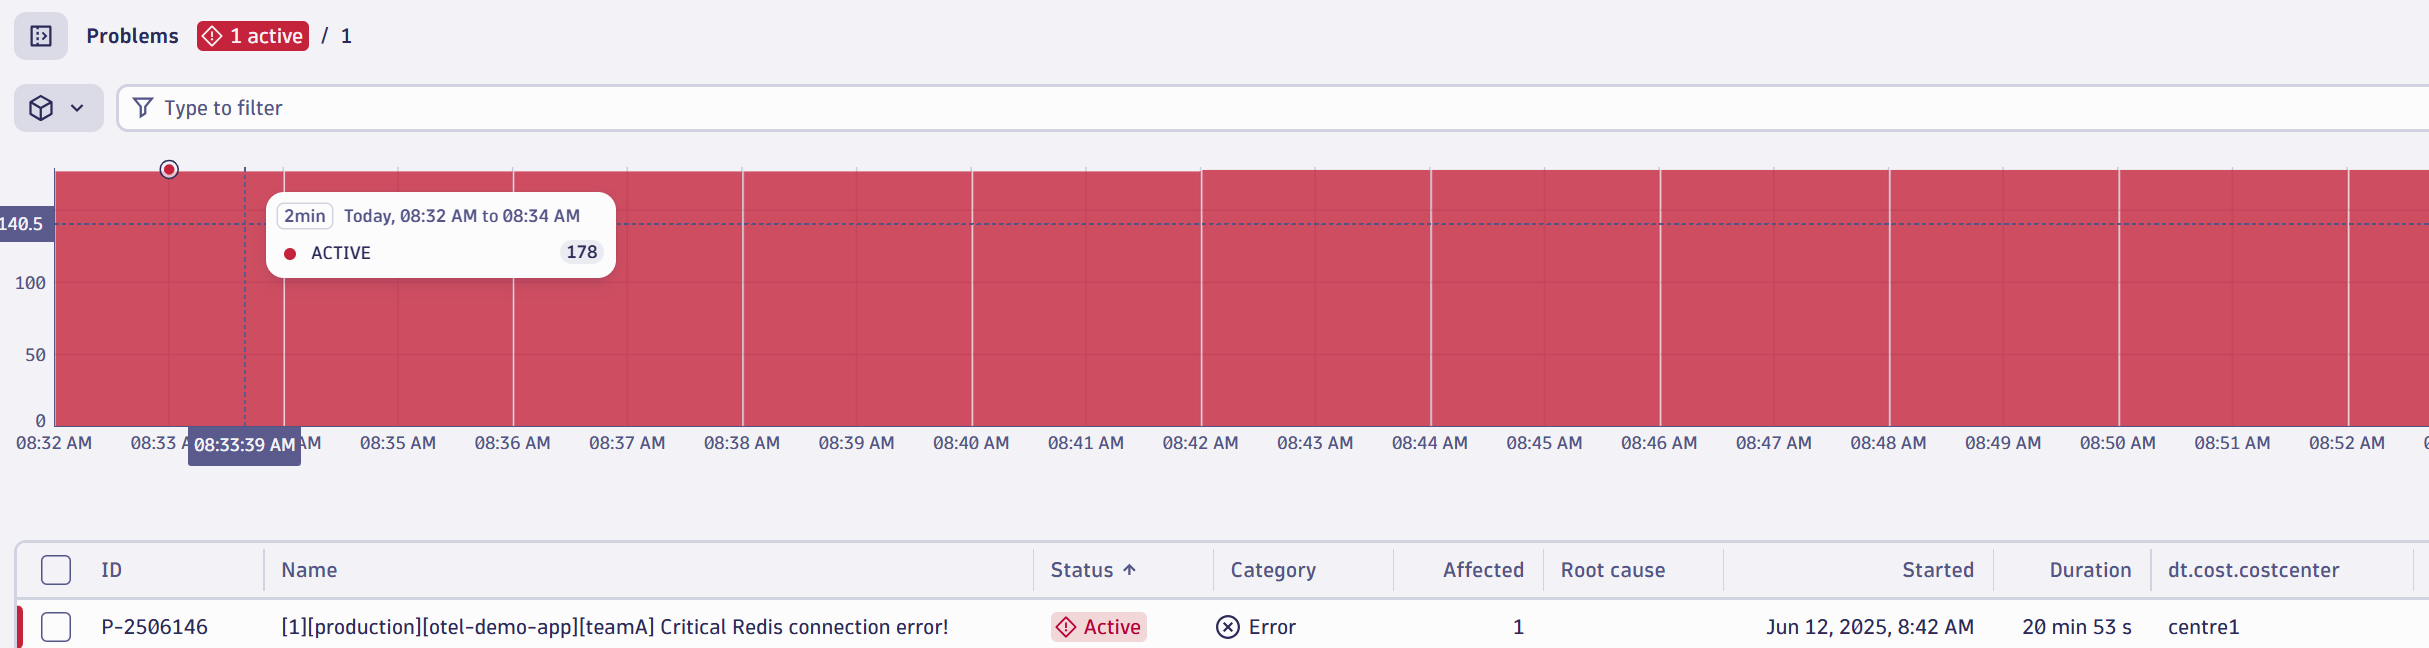 Problems 1 active / 1
Type to filter
140.5
2min Today, 08:32 AM to 08:34 AM
ACTIVE 178
100
50
0
08:32 AM 08:33 A 08:33:39 AM AM 08:35 AM 08:36 AM 08:37 AM 08:38 AM 08:39 AM 08:40 AM 08:41 AM 08:42 AM 08:43 AM 08:44 AM 08:45 AM 08:46 AM 08:47 AM 08:48 AM 08:49 AM 08:50 AM 08:51 AM 08:52 AM
ID Name Status Category Affected Root cause Started Duration dt.cost.costcenter
P-2506146 [1][production][otel-demo-app][teamA] Critical Redis connection error! Active Error 1 Jun 12, 2025, 8:42 AM 20 min 53 s centre1